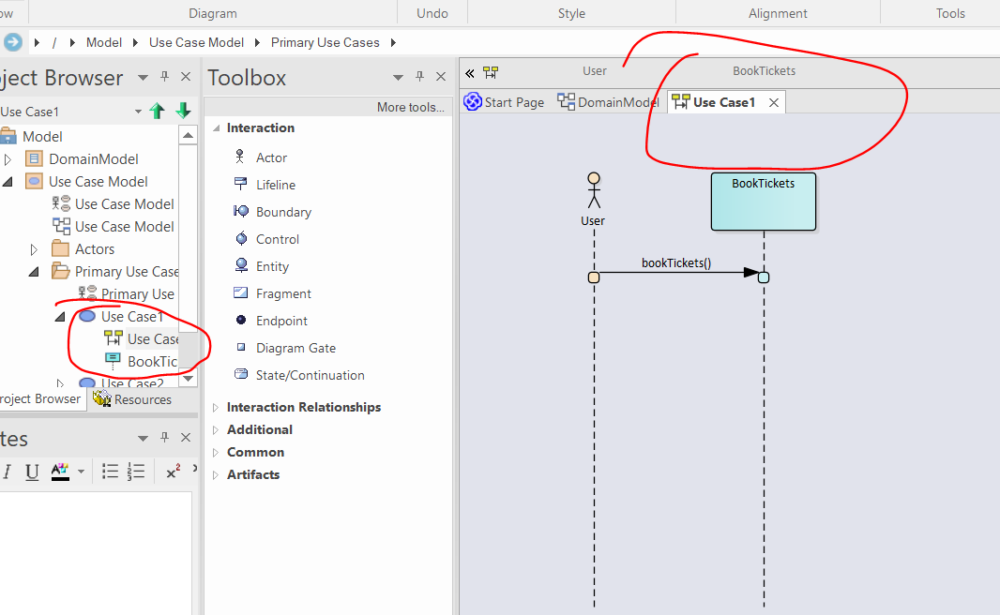 ow Diagram Undo Style Alignment Tools
/ Model Use Case Model Primary Use Cases
ject Browser
Use Case1
Model
DomainModel
Use Case Model
Use Case Model
Use Case Model
Actors
Primary Use Case
Primary Use
Use Case1
Use Case
BookTic
Use Case2
roject Browser Resources
tes
I U A x²
Toolbox
More tools...
Interaction
Actor
Lifeline
Boundary
Control
Entity
Fragment
Endpoint
Diagram Gate
State/Continuation
Interaction Relationships
Additional
Common
Artifacts
« User BookTickets
Start Page DomainModel Use Case1
BookTickets
User
bookTickets()